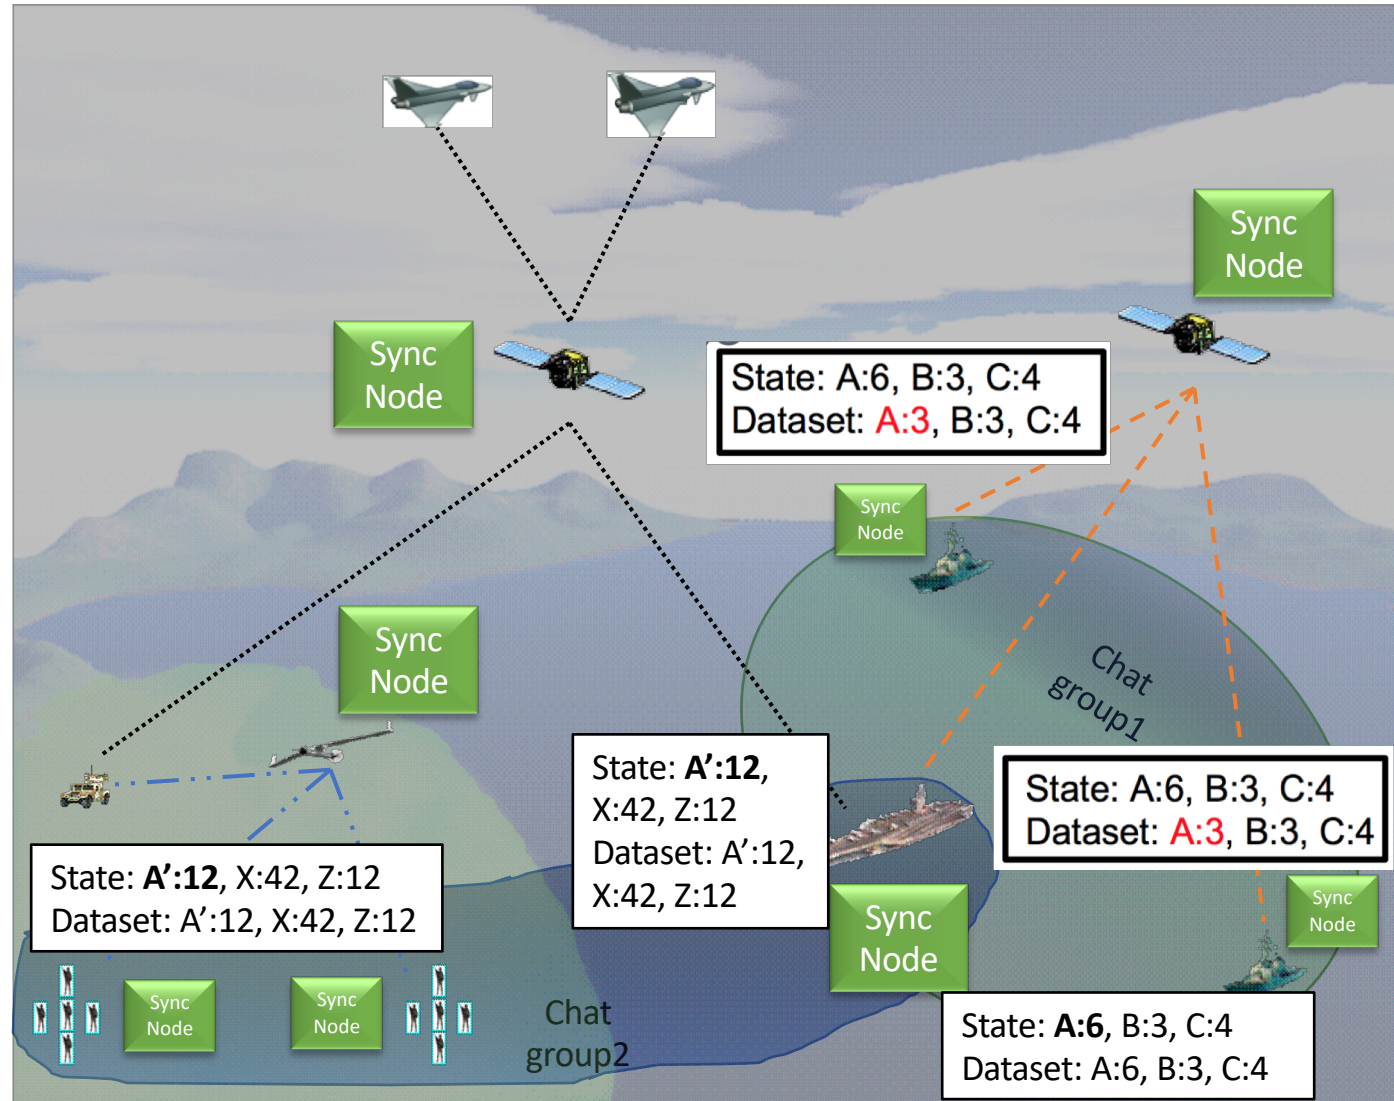 Sync
Node
Sync
Node
State: A:6, B:3, C:4
Dataset: A:3, B:3, C:4
Sync
Node
Sync
Node
Chat
group1
State: A’:12,
X:42, Z:12
Dataset: A’:12,
X:42, Z:12
State: A:6, B:3, C:4
Dataset: A:3, B:3, C:4
State: A’:12, X:42, Z:12
Dataset: A’:12, X:42, Z:12
Sync
Node
Sync
Node
Sync
Node
Sync
Node
Chat
group2
State: A:6, B:3, C:4
Dataset: A:6, B:3, C:4